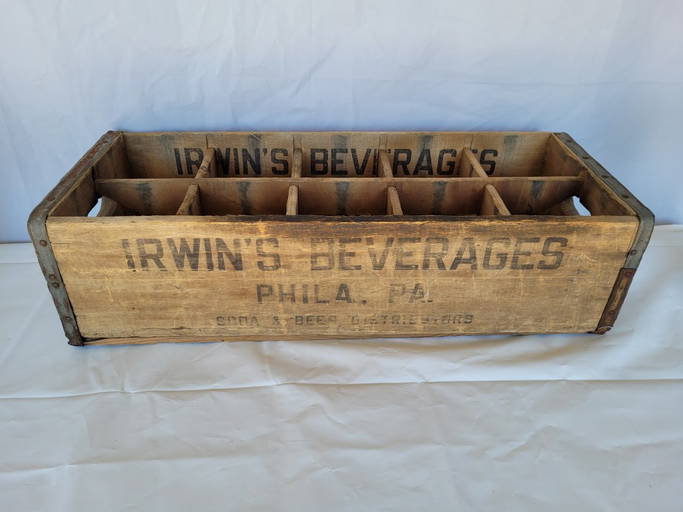 IRWIN'S BEVERAGES
IRWIN'S BEVERAGES
PHILA. PA.
SODA & BEER DISTRIBUTORS